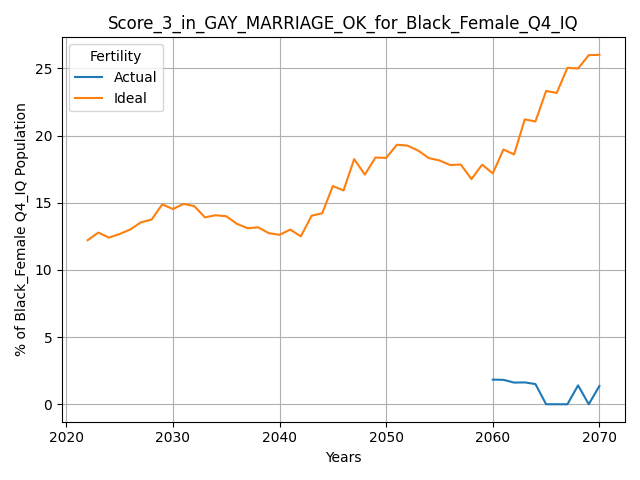 Score_3_in_GAY_MARRIAGE_OK_for_Black_Female_Q4_IQ
Fertility
Actual
Ideal
% of Black_Female Q4_IQ Population
25
20
15
10
5
0
2020 2030 2040 2050 2060 2070
Years